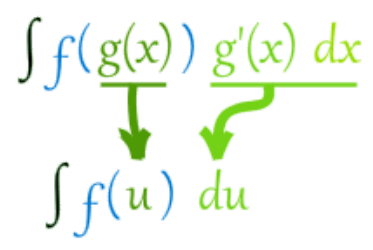 ∫ f(g(x)) g'(x) dx
∫ f(u) du